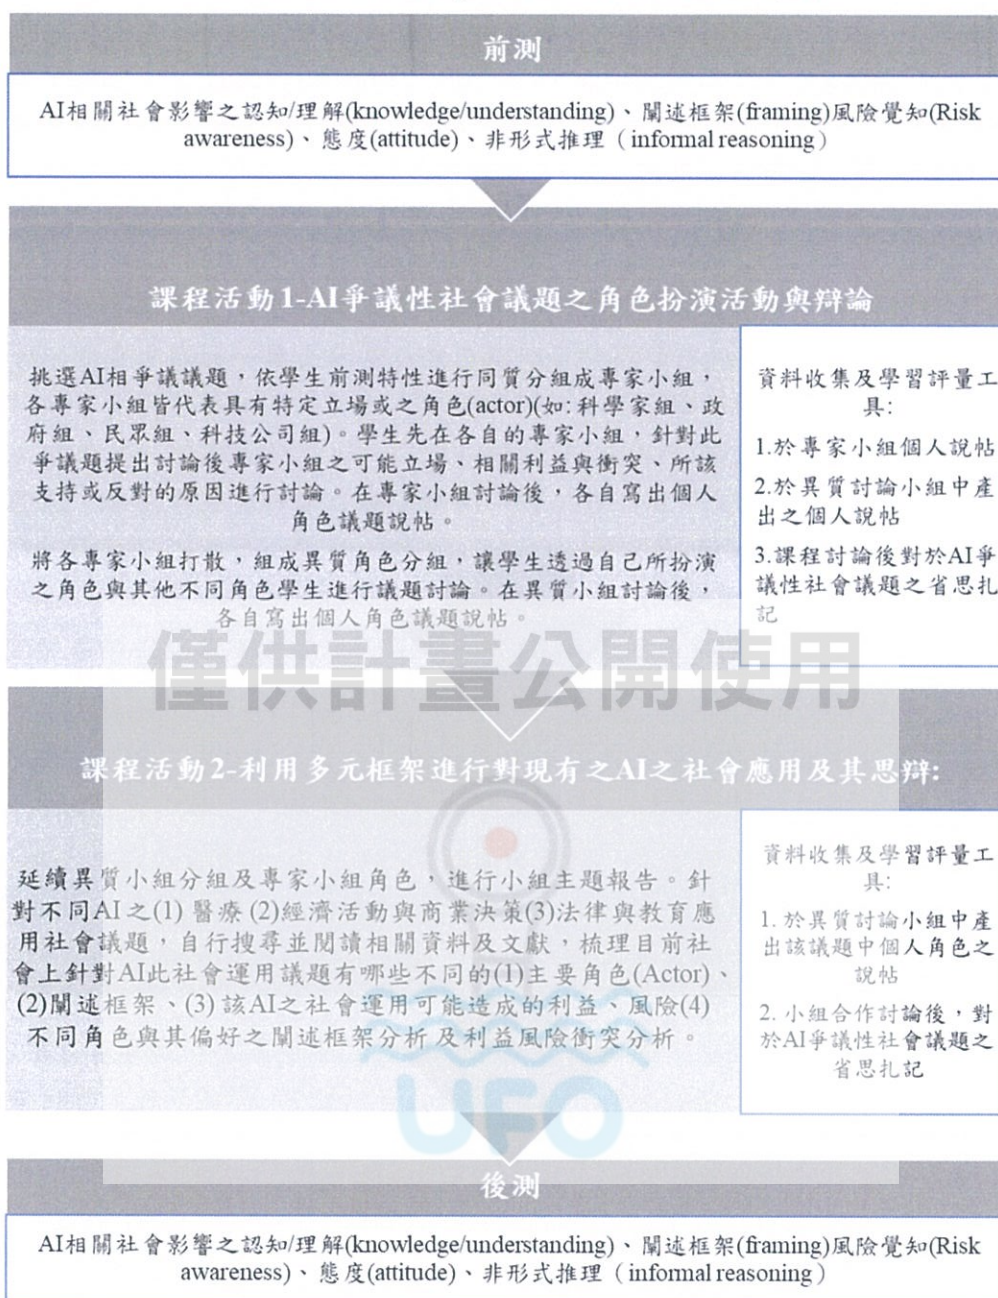 前測
AI相關社會影響之認知/理解(knowledge/understanding)、闡述框架(framing)風險覺知(Risk
awareness)、態度(attitude)、非形式推理（informal reasoning）
課程活動1-AI爭議性社會議題之角色扮演活動與辯論
挑選AI相爭議議題，依學生前測特性進行同質分組成專家小組，
各專家小組皆代表具有特定立場或之角色(actor)(如:科學家組、政
府組、民眾組、科技公司組)。學生先在各自的專家小組，針對此
爭議題提出討論後專家小組之可能立場、相關利益與衝突、所該
支持或反對的原因進行討論。在專家小組討論後，各自寫出個人
角色議題說帖。
將各專家小組打散，組成異質角色分組，讓學生透過自己所扮演
之角色與其他不同角色學生進行議題討論。在異質小組討論後，
各自寫出個人角色議題說帖。
資料收集及學習評量工
具:
1.於專家小組個人說帖
2.於異質討論小組中產
出之個人說帖
3.課程討論後對於AI爭
議性社會議題之省思扎
記
僅供計畫公開使用
課程活動2-利用多元框架進行對現有之AI之社會應用及其思辯:
延續異質小組分組及專家小組角色，進行小組主題報告。針
對不同AI之(1) 醫療 (2)經濟活動與商業決策(3)法律與教育應
用社會議題，自行搜尋並閱讀相關資料及文獻，梳理目前社
會上針對AI此社會運用議題有哪些不同的(1)主要角色(Actor)、
(2)闡述框架、(3) 該AI之社會運用可能造成的利益、風險(4)
不同角色與其偏好之闡述框架分析及利益風險衝突分析。
資料收集及學習評量工
具:
1. 於異質討論小組中產
出該議題中個人角色之
說帖
2. 小組合作討論後，對
於AI爭議性社會議題之
省思扎記
UFO
後測
AI相關社會影響之認知/理解(knowledge/understanding)、闡述框架(framing)風險覺知(Risk
awareness)、態度(attitude)、非形式推理（informal reasoning）